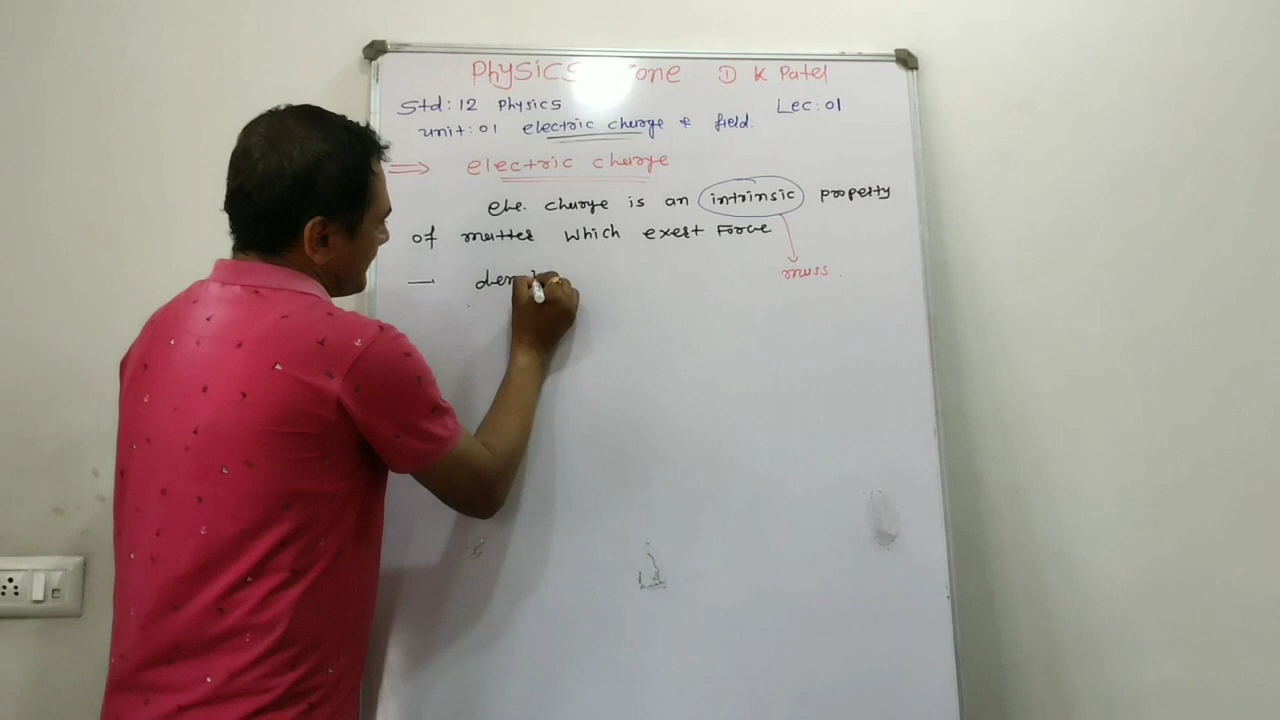 Physics Zone D K Patel
Std: 12 Physics Lec: 01
unit: 01 electric charge & field.
⇒ electric charge
ele. charge is an intrinsic property
of matter which exert Force
mass.
—